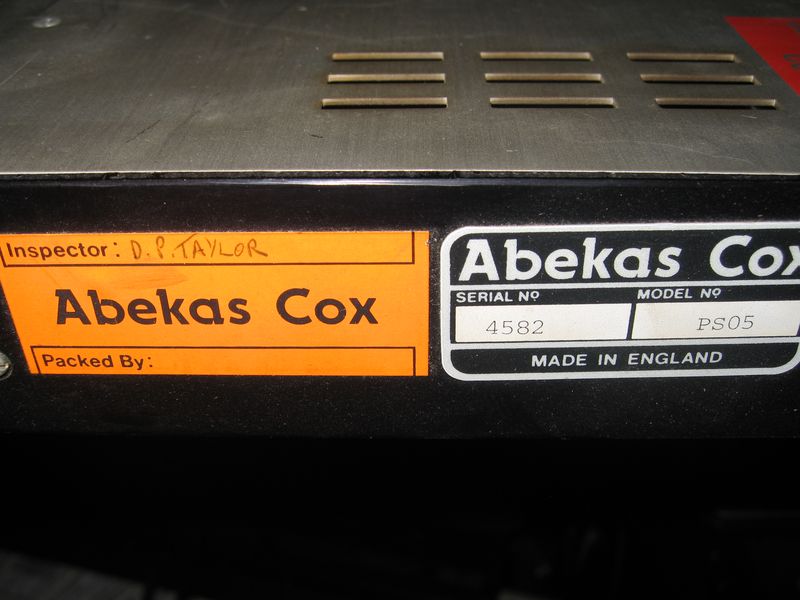 Inspector: D.P. TAYLOR
Abekas Cox
Packed By:
Abekas Cox
SERIAL Nº MODEL Nº
4582 PS05
MADE IN ENGLAND